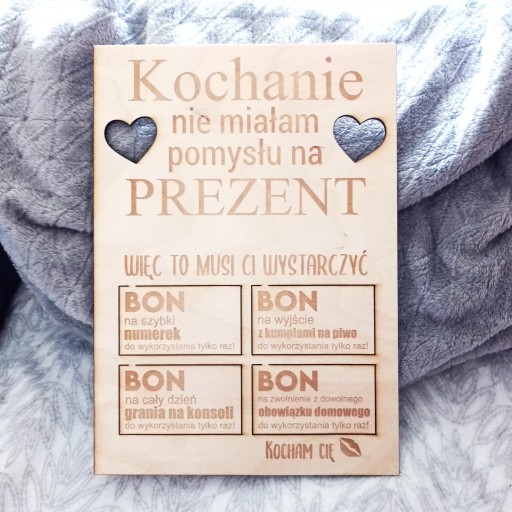 Kochanie
nie miałam
pomysłu na
PREZENT
WIĘC TO MUSI CI WYSTARCZYĆ
BON
na szybki
numerek
do wykorzystania tylko raz!
BON
na wyjście
z kumplami na piwo
do wykorzystania tylko raz!
BON
na cały dzień
grania na konsoli
do wykorzystania tylko raz!
BON
na zwolnienie z dowolnego
obowiązku domowego
do wykorzystania tylko raz!
KOCHAM CIĘ